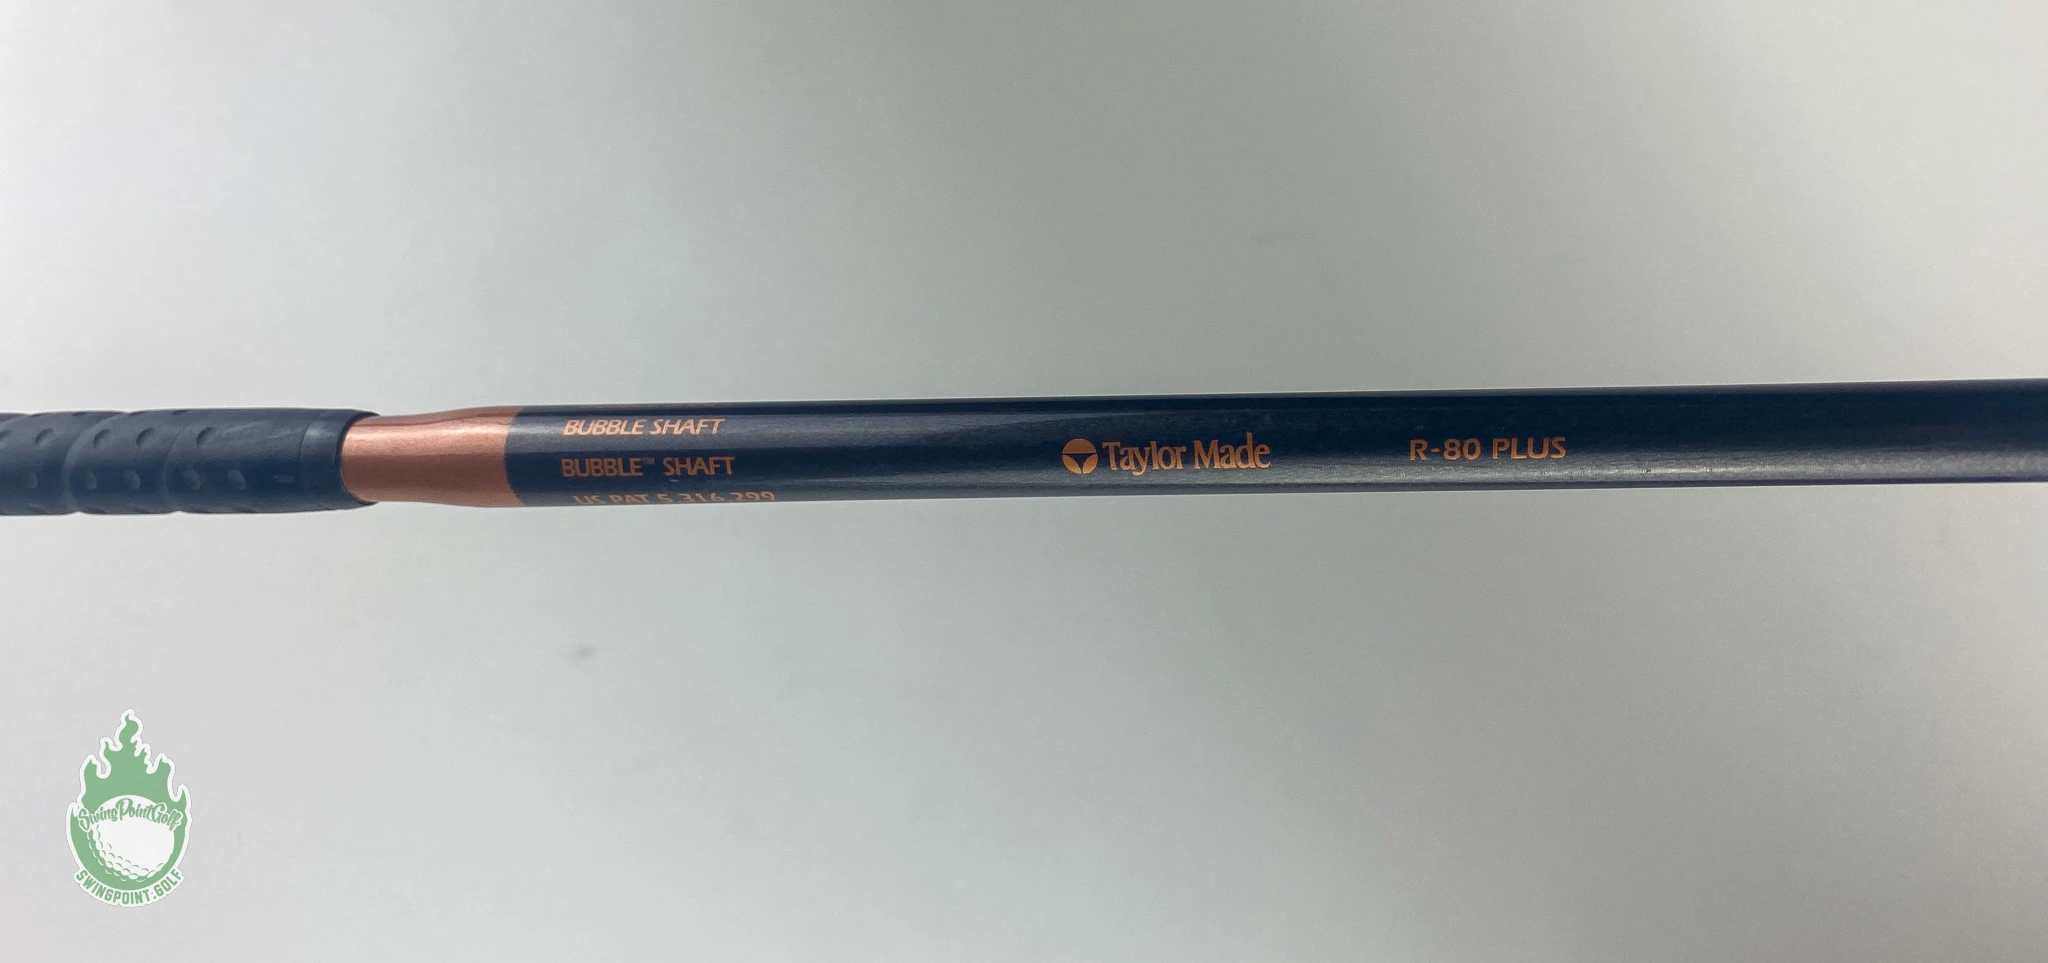 BUBBLE SHAFT
BUBBLE™ SHAFT
US PAT 5,316,299
Taylor Made
R-80 PLUS
SwingPointGolf
SWINGPOINT.GOLF